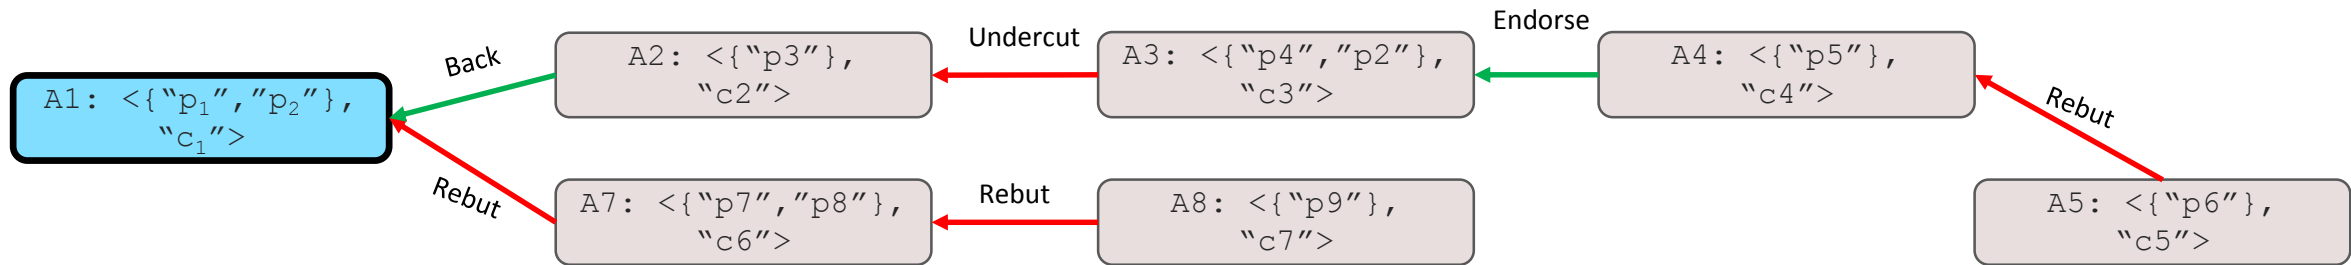 Endorse
Back
Undercut
A2: <{“p3”},
“c2”>
A3: <{“p4”,”p2”},
“c3”>
A4: <{“p5”},
“c4”>
A1: <{“p₁”,”p₂”},
“c₁”>
Rebut
Rebut
Rebut
A7: <{“p7”,”p8”},
“c6”>
A8: <{“p9”},
“c7”>
A5: <{“p6”},
“c5”>